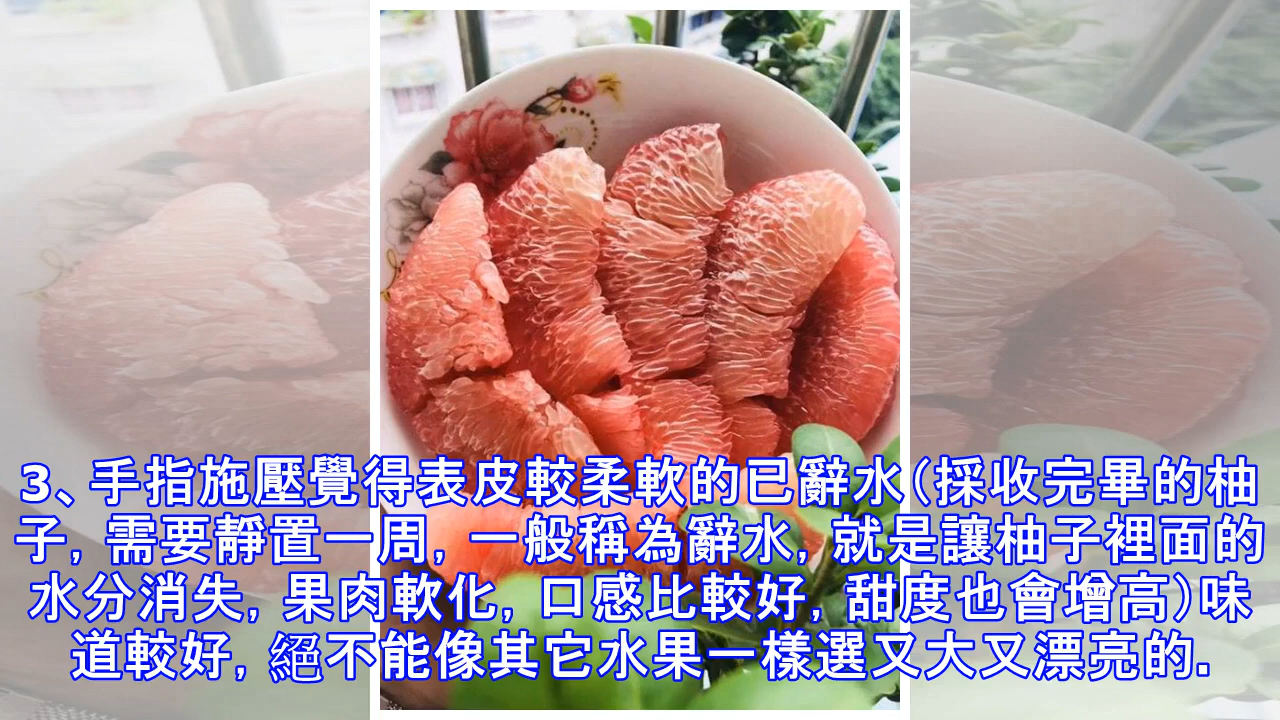 3、手指施壓覺得表皮較柔軟的已辭水(採收完畢的柚
子, 需要靜置一周, 一般稱為辭水, 就是讓柚子裡面的
水分消失, 果肉軟化, 口感比較好, 甜度也會增高)味
道較好, 絕不能像其它水果一樣選又大又漂亮的.